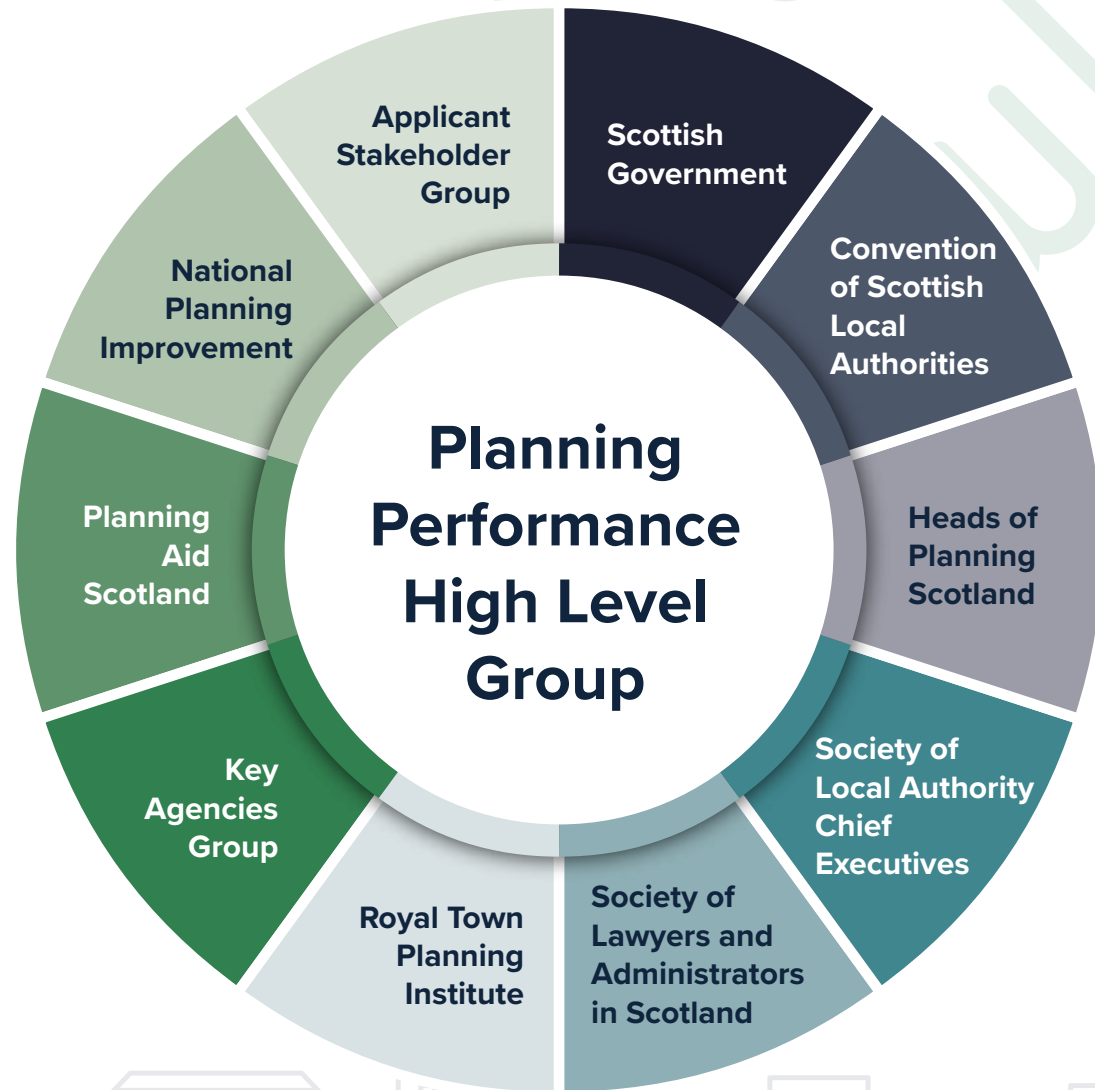 Planning
Performance
High Level
Group
Scottish
Government
Convention
of Scottish
Local
Authorities
Heads of
Planning
Scotland
Society of
Local Authority
Chief
Executives
Society of
Lawyers and
Administrators
in Scotland
Royal Town
Planning
Institute
Key
Agencies
Group
Planning
Aid
Scotland
National
Planning
Improvement
Applicant
Stakeholder
Group